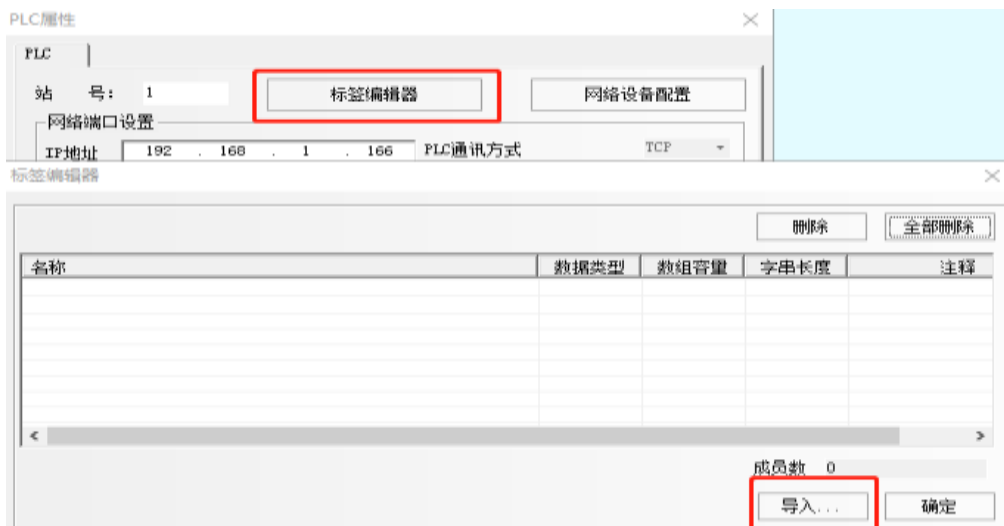 PLC属性
PLC
站 号: 1 标签编辑器 网络设备配置
网络端口设置
IP地址 192 . 168 . 1 . 166 PLC通讯方式 TCP
标签编辑器
删除 全部删除
名称 数据类型 数组容量 字串长度 注释
成员数 0
导入... 确定